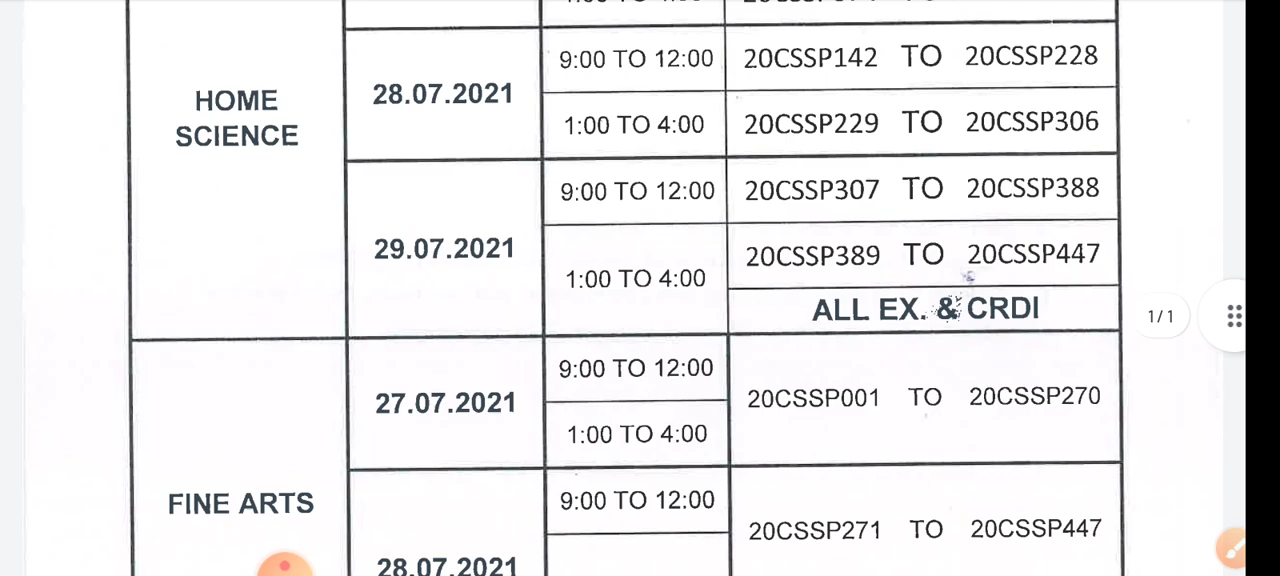 HOME
SCIENCE
28.07.2021
9:00 TO 12:00
20CSSP142 TO 20CSSP228
1:00 TO 4:00
20CSSP229 TO 20CSSP306
29.07.2021
9:00 TO 12:00
20CSSP307 TO 20CSSP388
1:00 TO 4:00
20CSSP389 TO 20CSSP447
ALL EX. & CRDI
1/1
FINE ARTS
27.07.2021
9:00 TO 12:00
1:00 TO 4:00
20CSSP001 TO 20CSSP270
28.07.2021
9:00 TO 12:00
20CSSP271 TO 20CSSP447